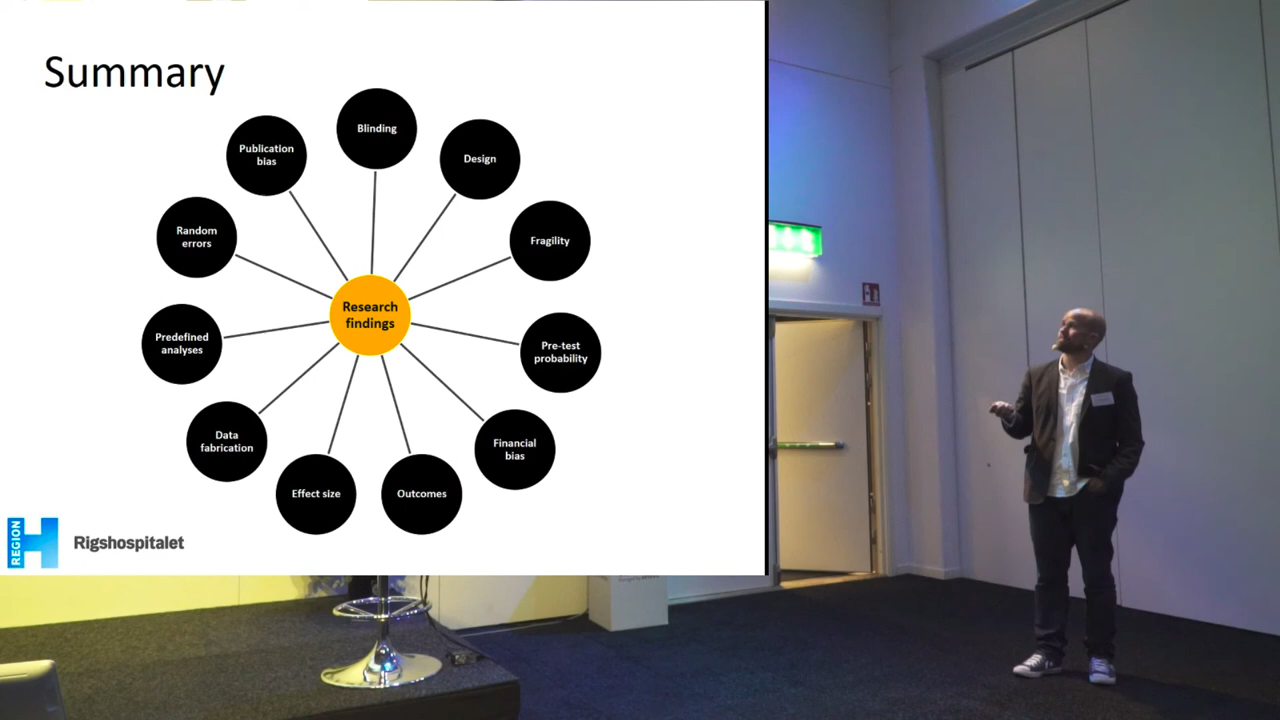 Summary
Blinding
Publication
bias
Design
Random
errors
Fragility
Research
findings
Predefined
analyses
Pre-test
probability
Data
fabrication
Financial
bias
Effect size
Outcomes
REGION
H
Rigshospitalet